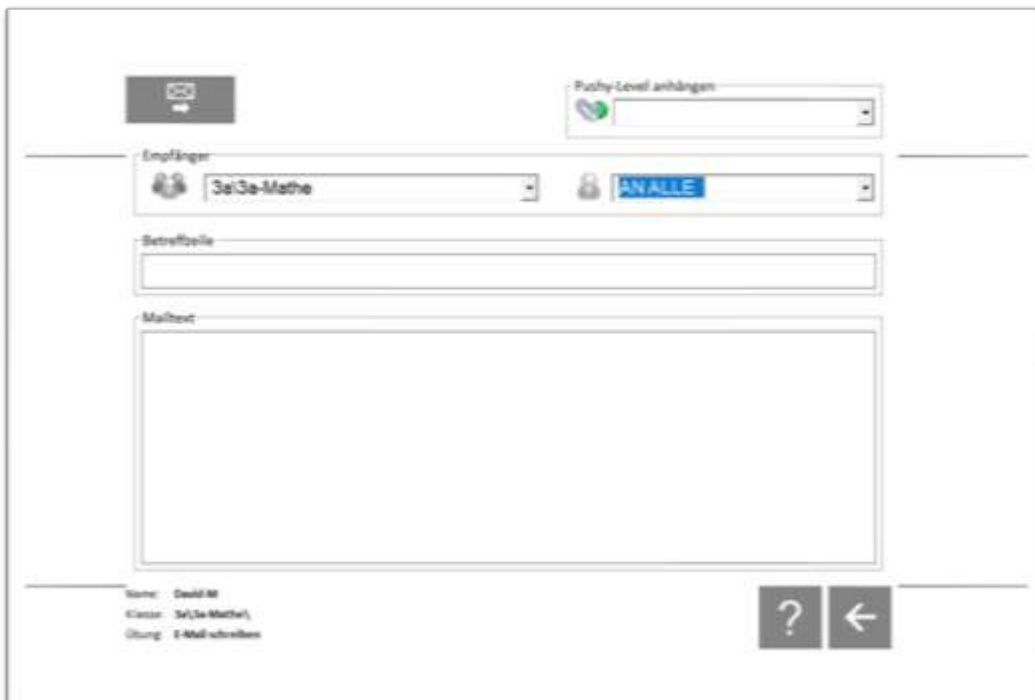 Pushy-Level anhängen
Empfänger
3a\3a-Mathe
AN ALLE
Betreffzeile
Mailtext
Name: David M
Klasse: 3a\3a-Mathe\
Übung: E-Mail schreiben
?